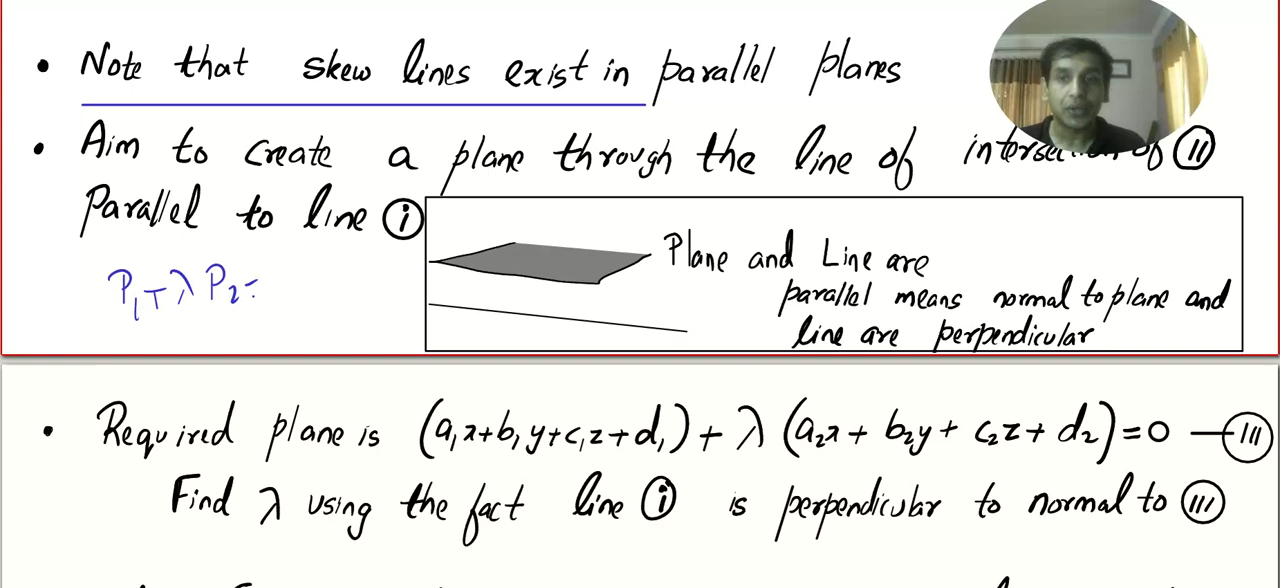 • Note that skew lines exist in parallel planes
• Aim to create a plane through the line of intersection of ⑪
Parallel to line ⓘ
P₁+λP₂=
Plane and Line are
parallel means normal to plane and
line are perpendicular
• Required plane is (a₁x+b₁y+c₁z+d₁)+λ(a₂x+b₂y+c₂z+d₂)=0 —(III)
Find λ using the fact line ⓘ is perpendicular to normal to (III)